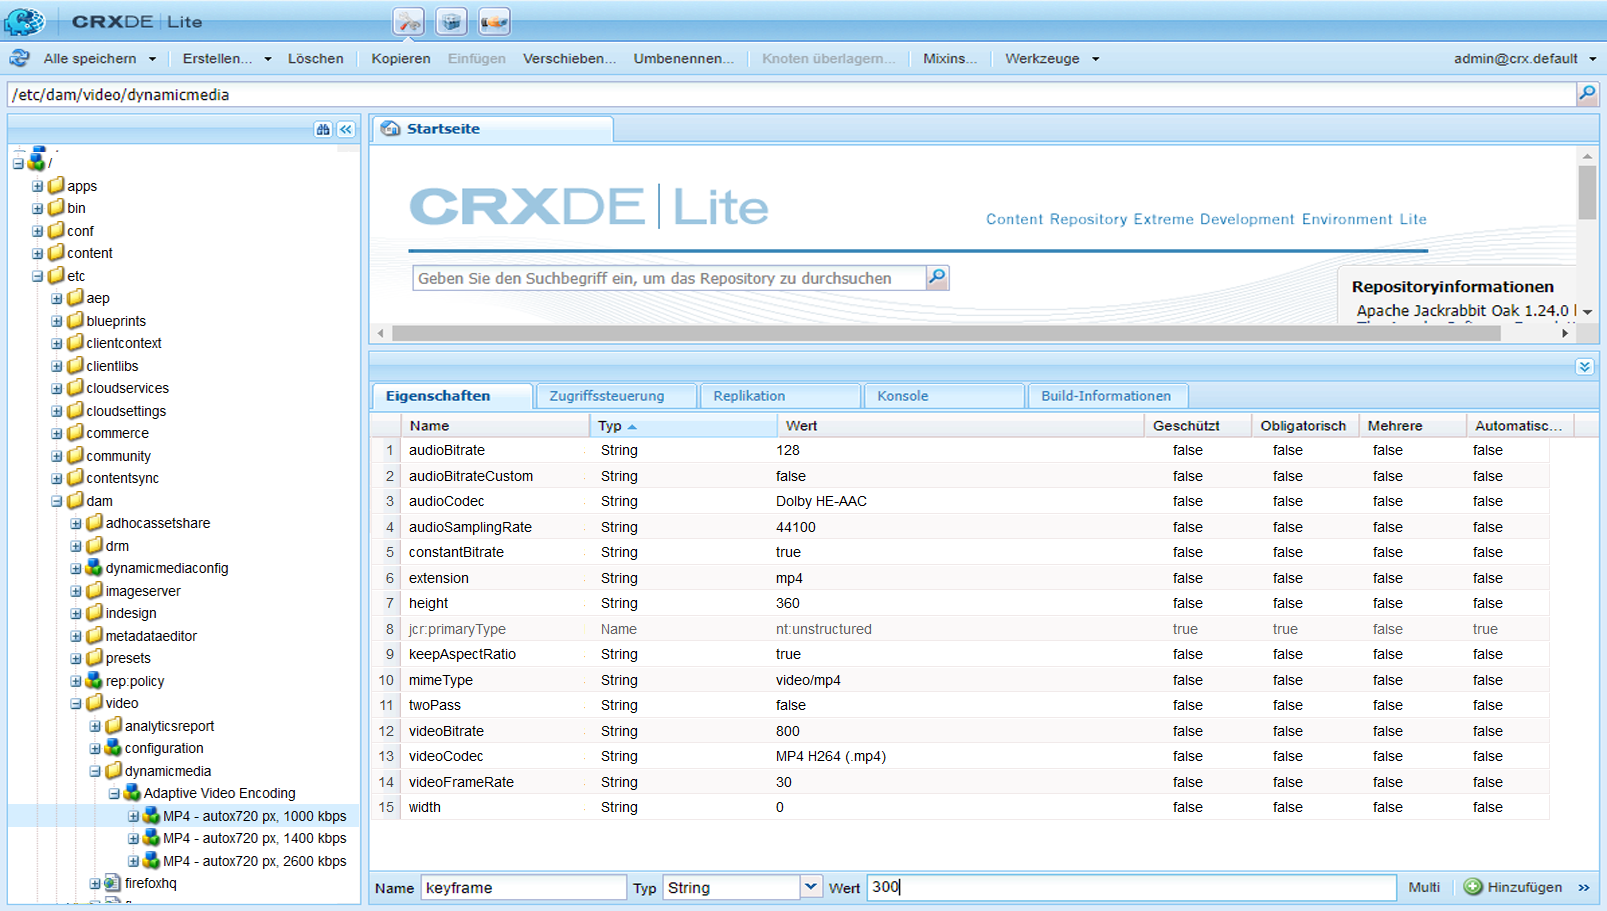 CRXDE | Lite
Alle speichern Erstellen... Löschen Kopieren Einfügen Verschieben... Umbenennen... Knoten überlagern... Mixins... Werkzeuge admin@crx.default
/etc/dam/video/dynamicmedia
/
apps
bin
conf
content
etc
aep
blueprints
clientcontext
clientlibs
cloudservices
cloudsettings
commerce
community
contentsync
dam
adhocassetshare
drm
dynamicmediaconfig
imageserver
indesign
metadataeditor
presets
rep:policy
video
analyticsreport
configuration
dynamicmedia
Adaptive Video Encoding
MP4 - autox720 px, 1000 kbps
MP4 - autox720 px, 1400 kbps
MP4 - autox720 px, 2600 kbps
firefoxhq
Startseite
CRXDE | Lite
Content Repository Extreme Development Environment Lite
Geben Sie den Suchbegriff ein, um das Repository zu durchsuchen
Repositoryinformationen
Apache Jackrabbit Oak 1.24.0
Eigenschaften Zugriffssteuerung Replikation Konsole Build-Informationen
Name Typ Wert Geschützt Obligatorisch Mehrere Automatisc...
1 audioBitrate String 128 false false false false
2 audioBitrateCustom String false false false false false
3 audioCodec String Dolby HE-AAC false false false false
4 audioSamplingRate String 44100 false false false false
5 constantBitrate String true false false false false
6 extension String mp4 false false false false
7 height String 360 false false false false
8 jcr:primaryType Name nt:unstructured true true false true
9 keepAspectRatio String true false false false false
10 mimeType String video/mp4 false false false false
11 twoPass String false false false false false
12 videoBitrate String 800 false false false false
13 videoCodec String MP4 H264 (.mp4) false false false false
14 videoFrameRate String 30 false false false false
15 width String 0 false false false false
Name keyframe Typ String Wert 300 Multi Hinzufügen »